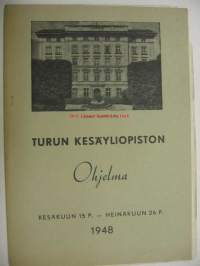 TURUN KESÄYLIOPISTON
Ohjelma
KESÄKUUN 15 P. — HEINÄKUUN 26 P.
1948